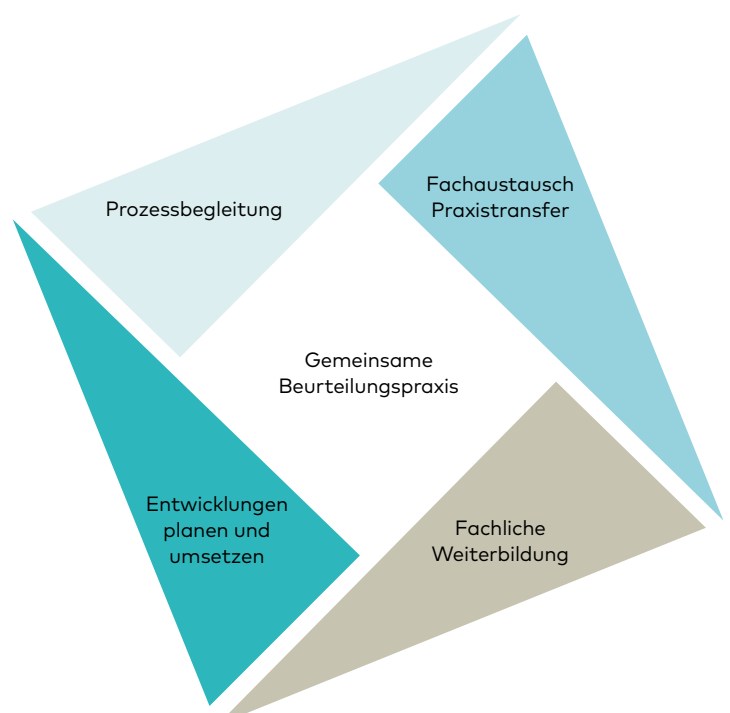 Prozessbegleitung
Fachaustausch
Praxistransfer
Gemeinsame
Beurteilungspraxis
Entwicklungen
planen und
umsetzen
Fachliche
Weiterbildung